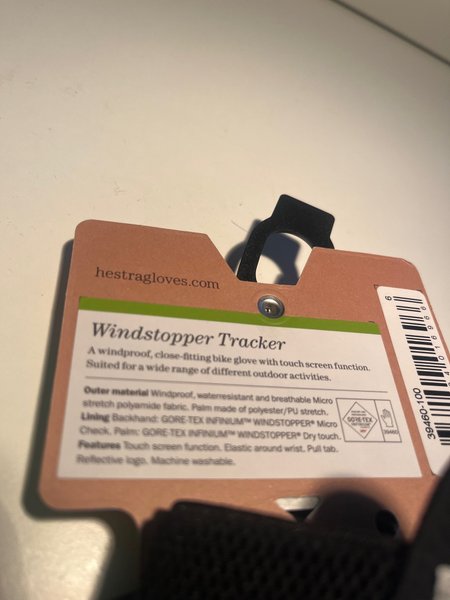 hestragloves.com
Windstopper Tracker
A windproof, close-fitting bike glove with touch screen function.
Suited for a wide range of different outdoor activities.
Outer material Windproof, waterresistant and breathable Micro
stretch polyamide fabric. Palm made of polyester/PU stretch.
Lining Backhand: GORE-TEX INFINIUM™ WINDSTOPPER® Micro
Check. Palm: GORE-TEX INFINIUM™ WINDSTOPPER® Dry touch.
Features Touch screen function. Elastic around wrist. Pull tab.
Reflective logo. Machine washable.
GORE-TEX
39460
39460-100
6